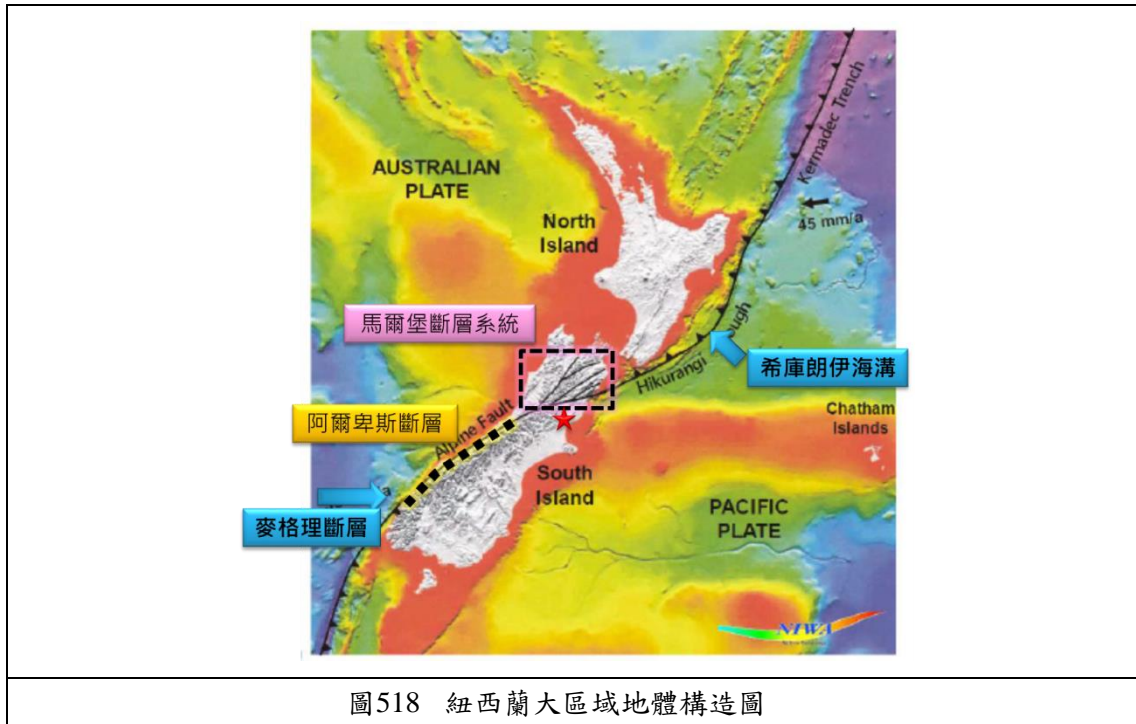 Kermadec Trench
AUSTRALIAN
PLATE
45 mm/a
North
Island
馬爾堡斷層系統
ough
Hikurangi
希庫朗伊海溝
阿爾卑斯斷層
Alpine Fault
Chatham
Islands
South
Island
a
麥格理斷層
PACIFIC
PLATE
NIWA
圖518 紐西蘭大區域地體構造圖